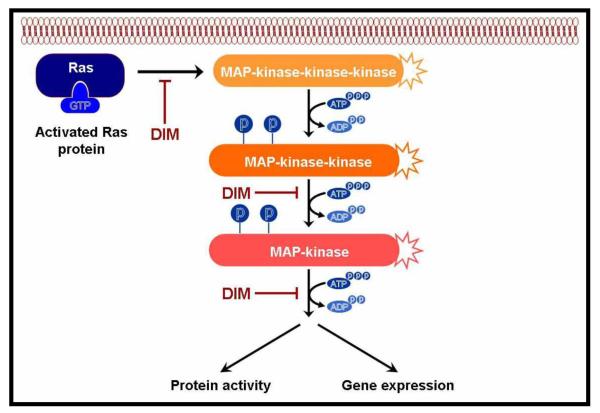 Ras
GTP
Activated Ras
protein
DIM
MAP-kinase-kinase-kinase
ATP P P P
ADP P P
P P
MAP-kinase-kinase
DIM
ATP P P P
ADP P P
P P
MAP-kinase
DIM
ATP P P P
ADP P P
Protein activity
Gene expression